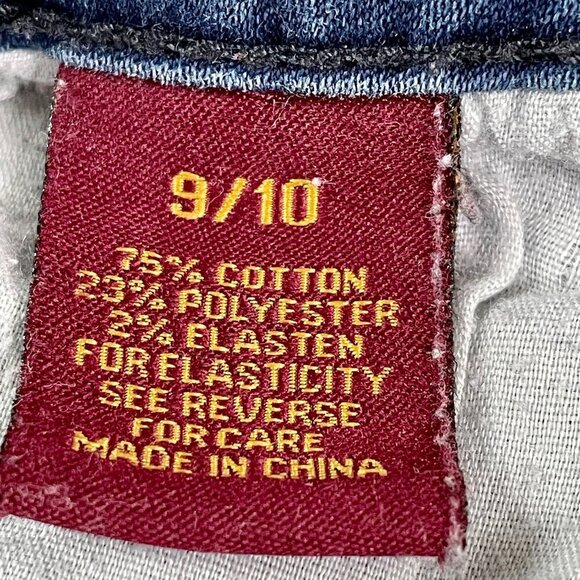 9/10
75% COTTON
23% POLYESTER
2% ELASTEN
FOR ELASTICITY
SEE REVERSE
FOR CARE
MADE IN CHINA